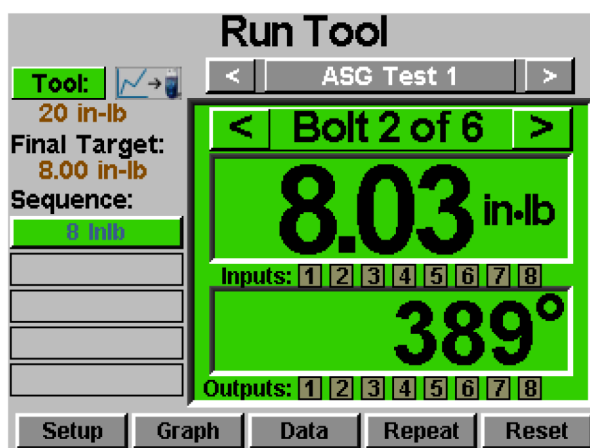 Run Tool
Tool:
20 in-lb
Final Target:
8.00 in-lb
Sequence:
8 Inlb
< ASG Test 1 >
< Bolt 2 of 6 >
8.03 in•lb
Inputs: 1 2 3 4 5 6 7 8
389°
Outputs: 1 2 3 4 5 6 7 8
Setup Graph Data Repeat Reset